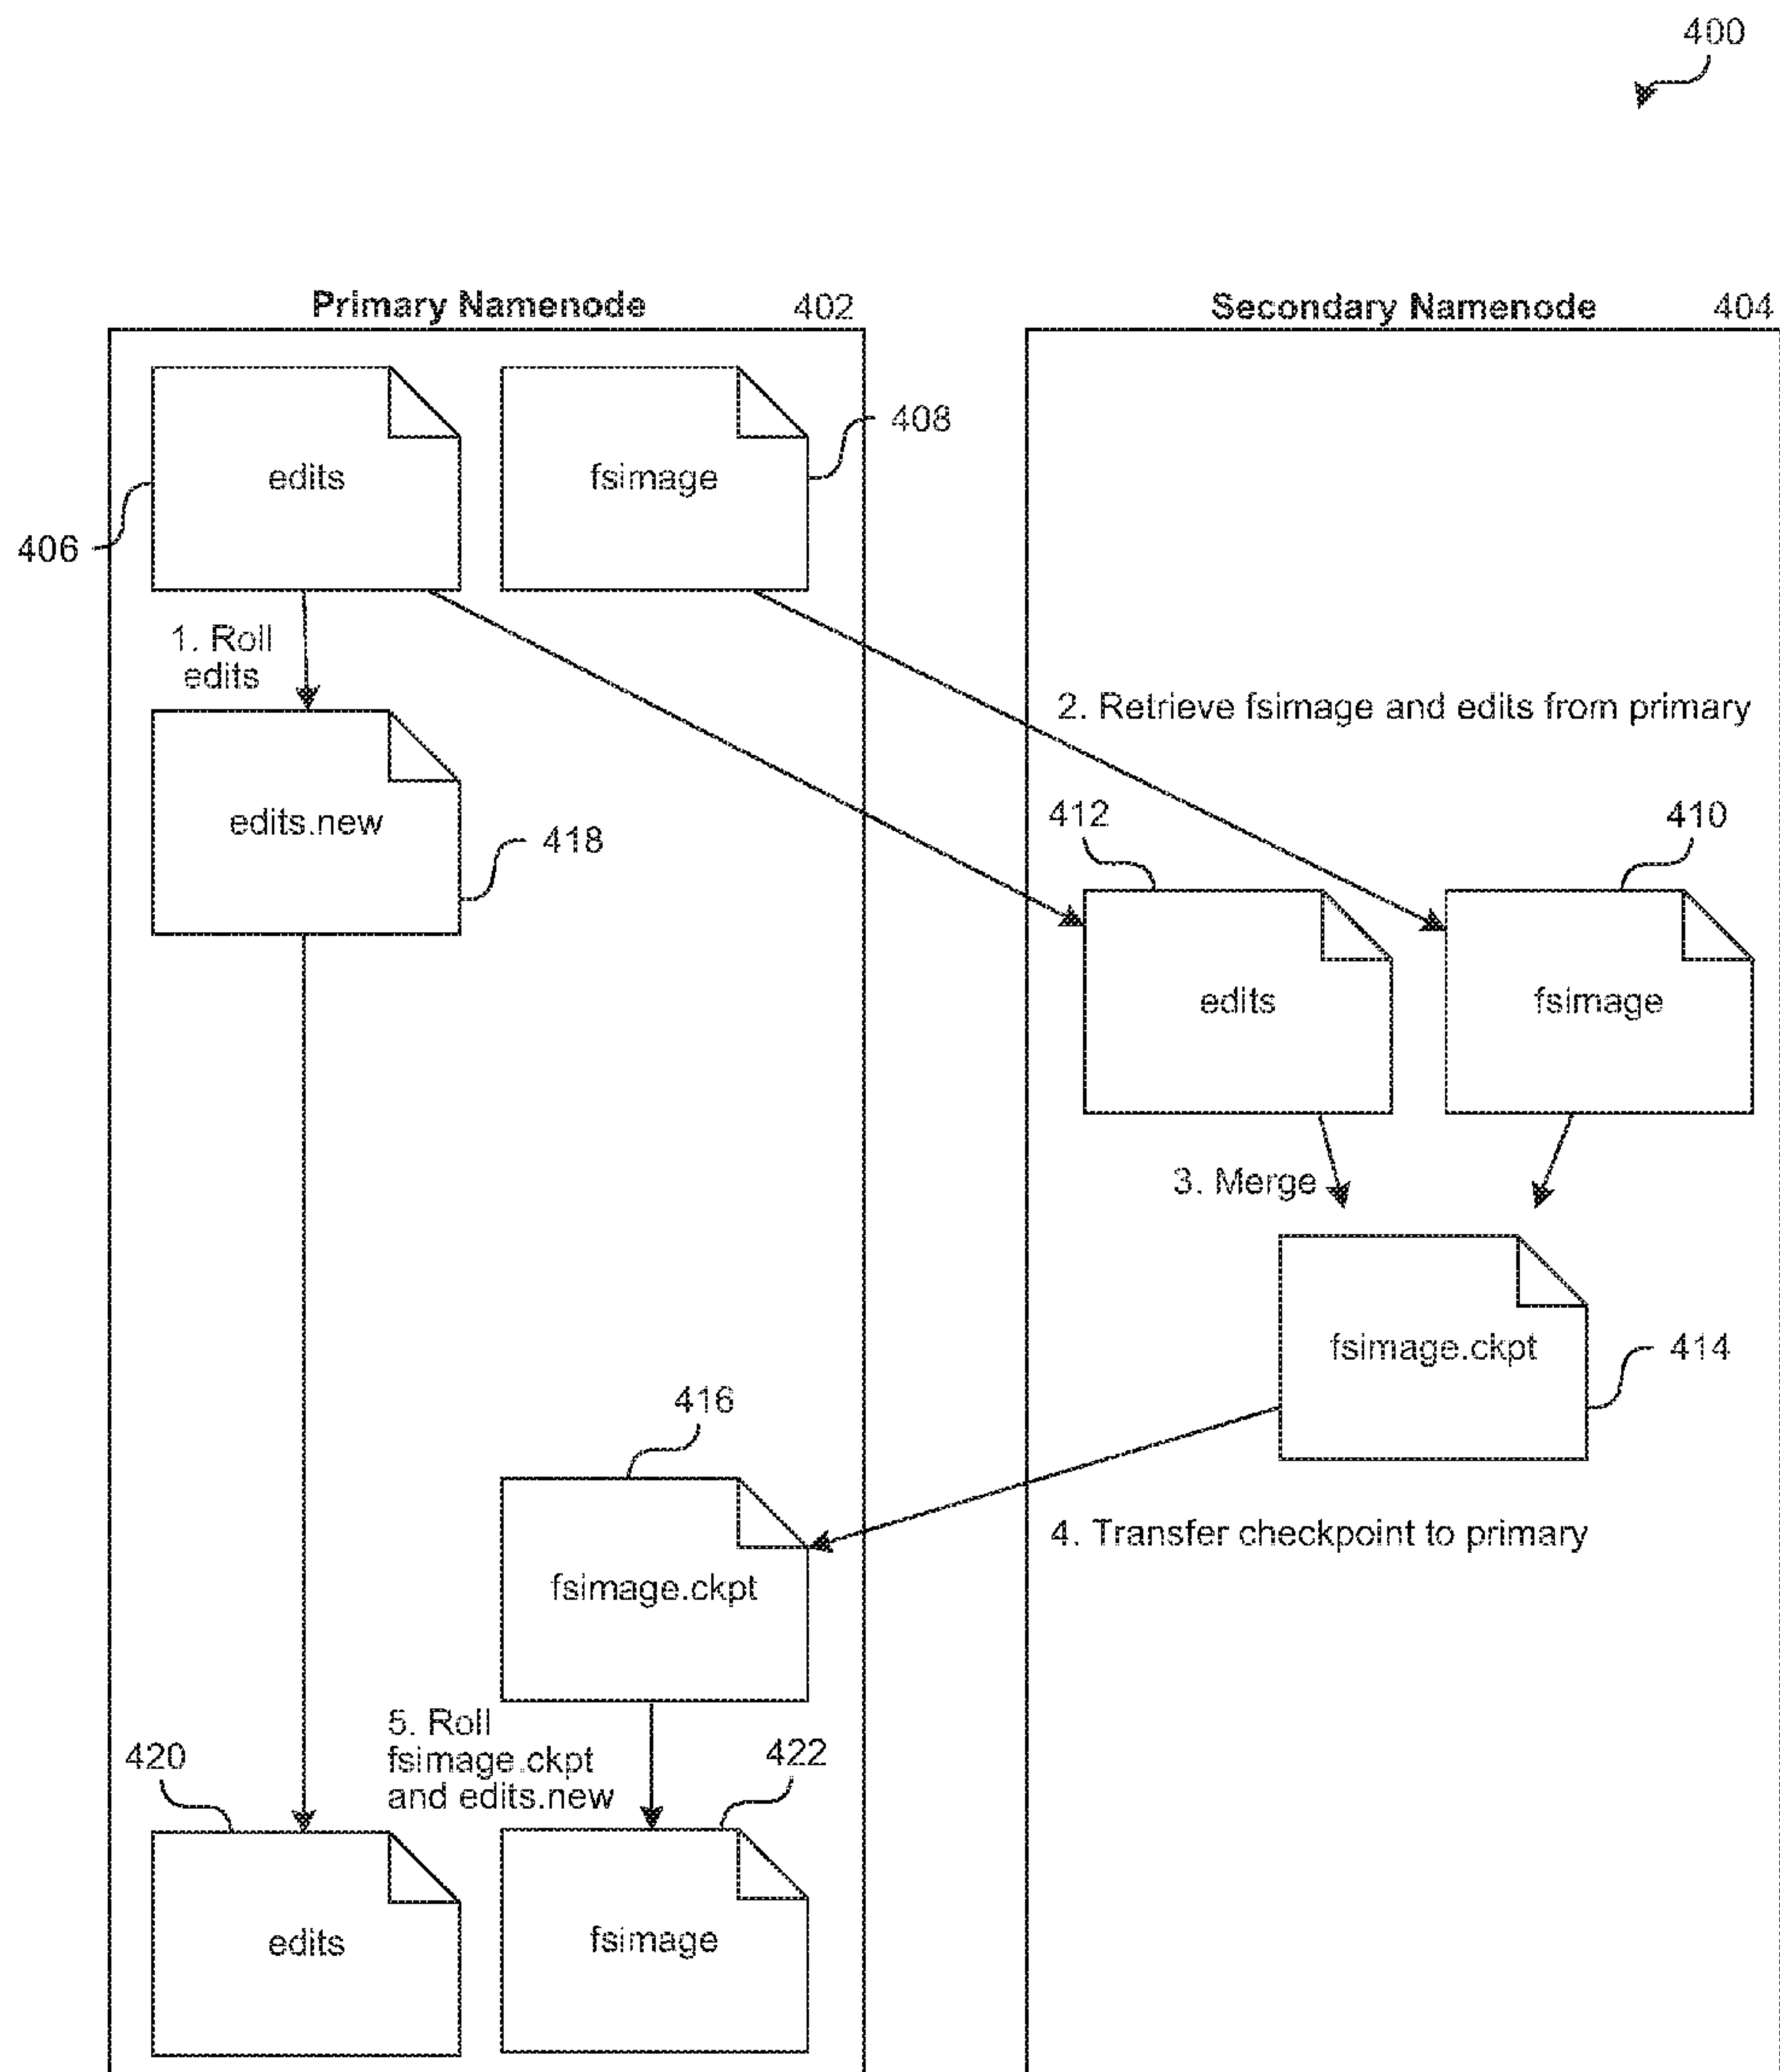 400
Primary Namenode 402
Secondary Namenode 404
edits
fsimage
408
406
1. Roll
edits
2. Retrieve fsimage and edits from primary
edits.new
418
412
410
edits
fsimage
3. Merge
fsimage.ckpt
414
416
4. Transfer checkpoint to primary
fsimage.ckpt
5. Roll
fsimage.ckpt
and edits.new
420
422
edits
fsimage